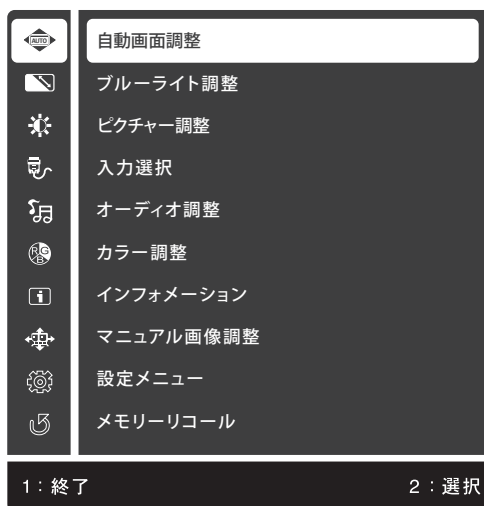 AUTO 自動画面調整
ブルーライト調整
ピクチャー調整
入力選択
オーディオ調整
RGB カラー調整
i インフォメーション
マニュアル画像調整
設定メニュー
メモリーリコール
1：終了 2：選択